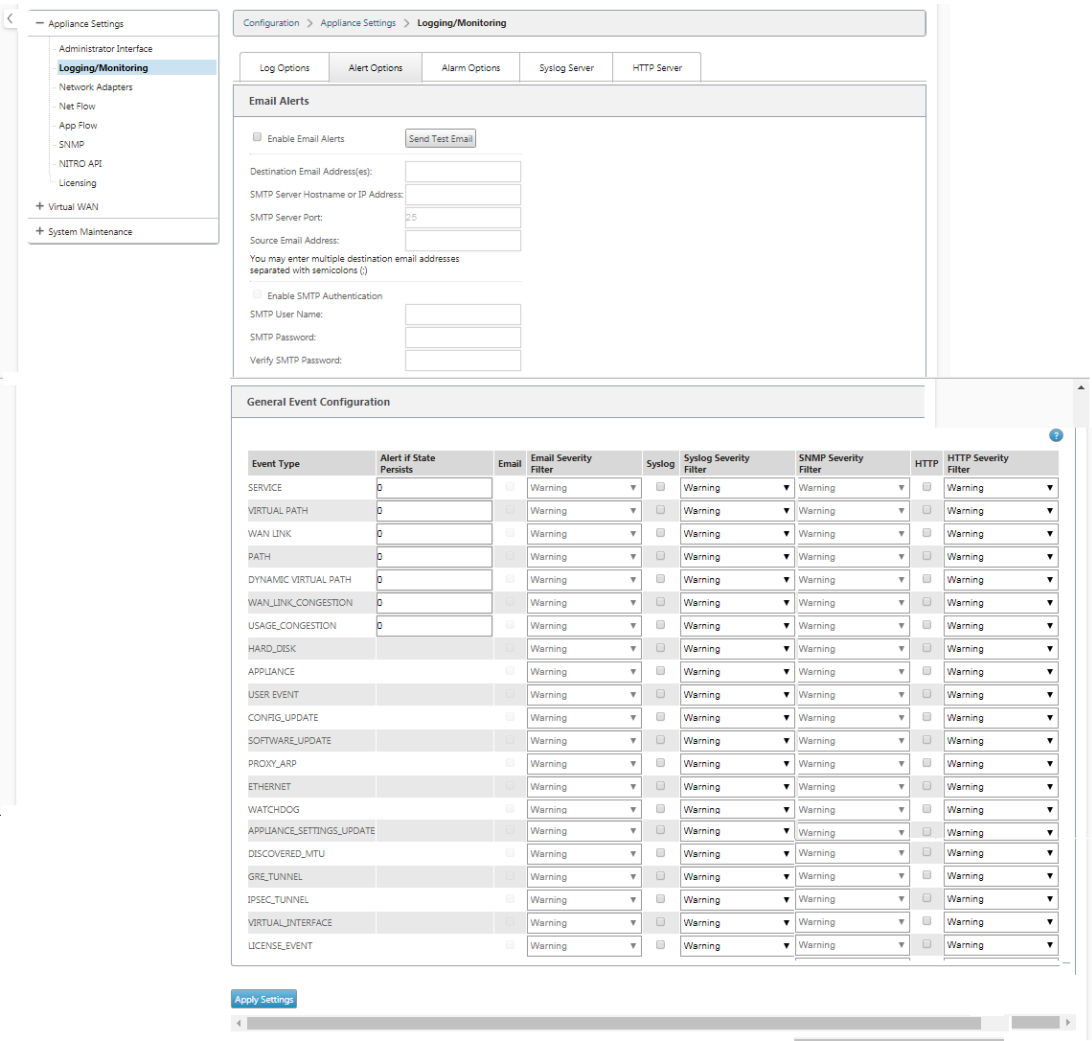 Appliance Settings
Administrator Interface
Logging/Monitoring
Network Adapters
Net Flow
App Flow
SNMP
NITRO API
Licensing
Virtual WAN
System Maintenance
Configuration > Appliance Settings > Logging/Monitoring
Log Options Alert Options Alarm Options Syslog Server HTTP Server
Email Alerts
Enable Email Alerts Send Test Email
Destination Email Address(es):
SMTP Server Hostname or IP Address:
SMTP Server Port: 25
Source Email Address:
You may enter multiple destination email addresses
separated with semicolons (;)
Enable SMTP Authentication
SMTP User Name:
SMTP Password:
Verify SMTP Password:
General Event Configuration
?
Event Type Alert if State Persists Email Email Severity Filter Syslog Syslog Severity Filter SNMP Severity Filter HTTP HTTP Severity Filter
SERVICE 0 Warning Warning Warning Warning
VIRTUAL PATH 0 Warning Warning Warning Warning
WAN LINK 0 Warning Warning Warning Warning
PATH 0 Warning Warning Warning Warning
DYNAMIC VIRTUAL PATH 0 Warning Warning Warning Warning
WAN_LINK_CONGESTION 0 Warning Warning Warning Warning
USAGE_CONGESTION 0 Warning Warning Warning Warning
HARD_DISK Warning Warning Warning Warning
APPLIANCE Warning Warning Warning Warning
USER EVENT Warning Warning Warning Warning
CONFIG_UPDATE Warning Warning Warning Warning
SOFTWARE_UPDATE Warning Warning Warning Warning
PROXY_ARP Warning Warning Warning Warning
ETHERNET Warning Warning Warning Warning
WATCHDOG Warning Warning Warning Warning
APPLIANCE_SETTINGS_UPDATE Warning Warning Warning Warning
DISCOVERED_MTU Warning Warning Warning Warning
GRE_TUNNEL Warning Warning Warning Warning
IPSEC_TUNNEL Warning Warning Warning Warning
VIRTUAL_INTERFACE Warning Warning Warning Warning
LICENSE_EVENT Warning Warning Warning Warning
Apply Settings